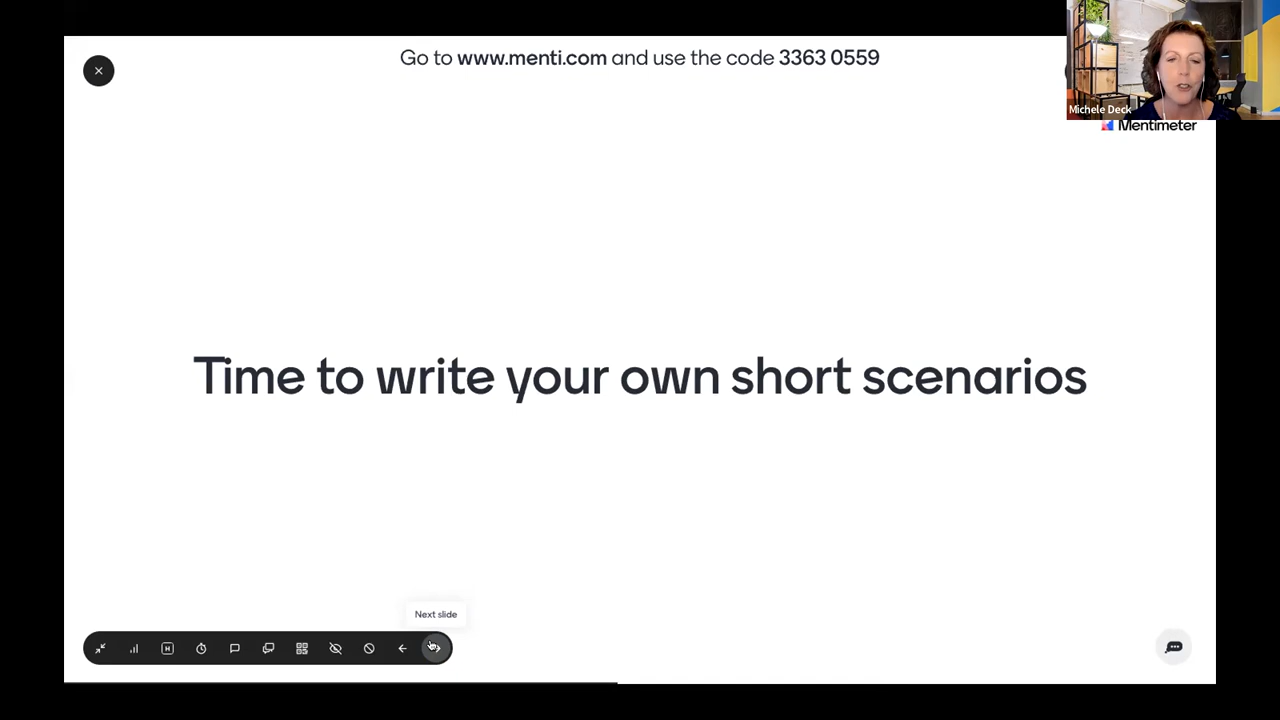 Go to www.menti.com and use the code 3363 0559
Michele Deck
Mentimeter
Time to write your own short scenarios
Next slide
H